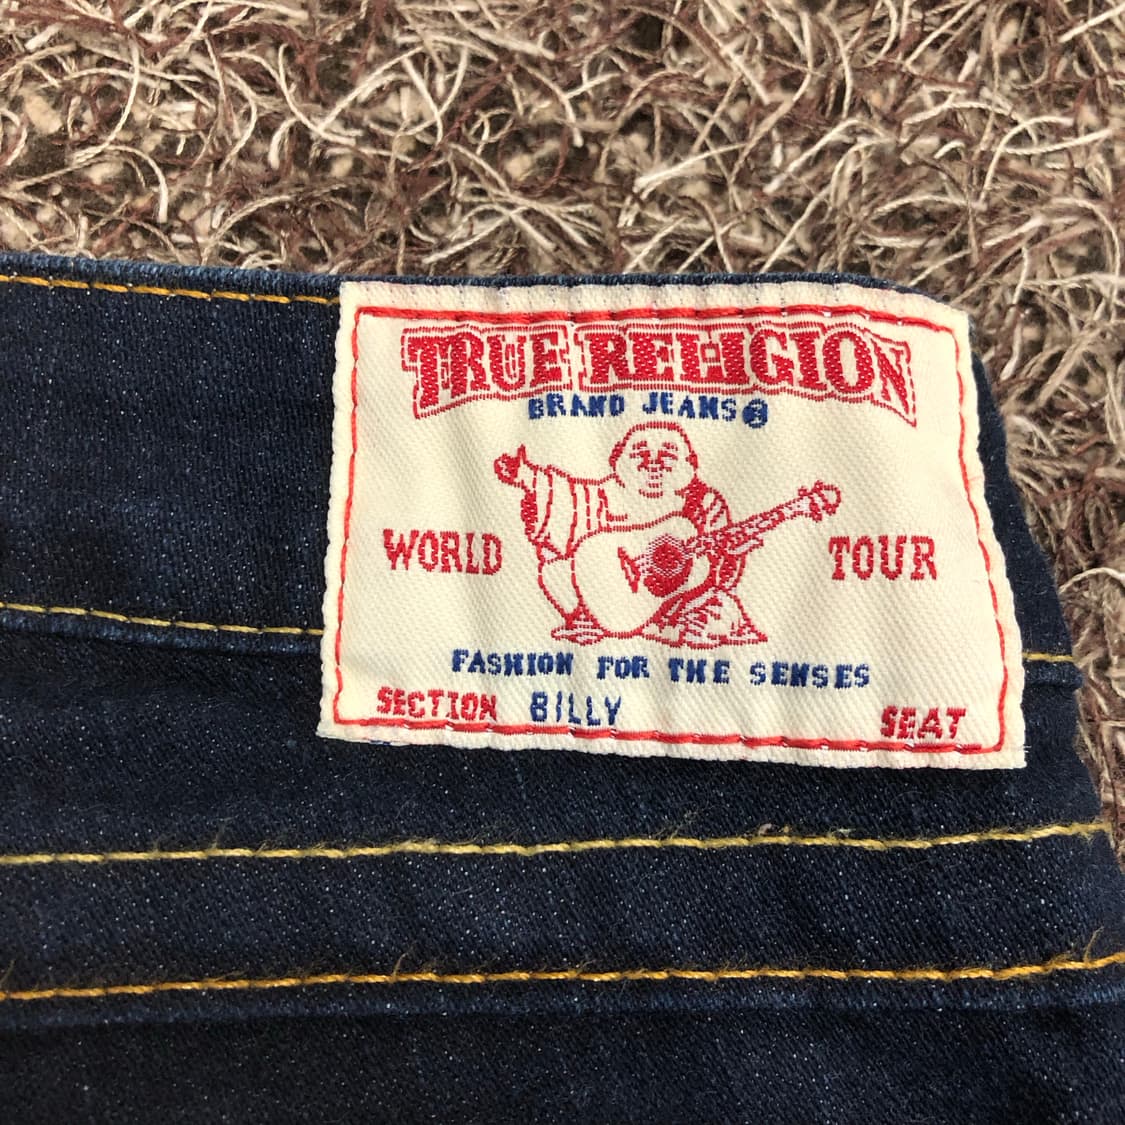 TRUE RELIGION
BRAND JEANS®
WORLD TOUR
FASHION FOR THE SENSES
SECTION BILLY SEAT